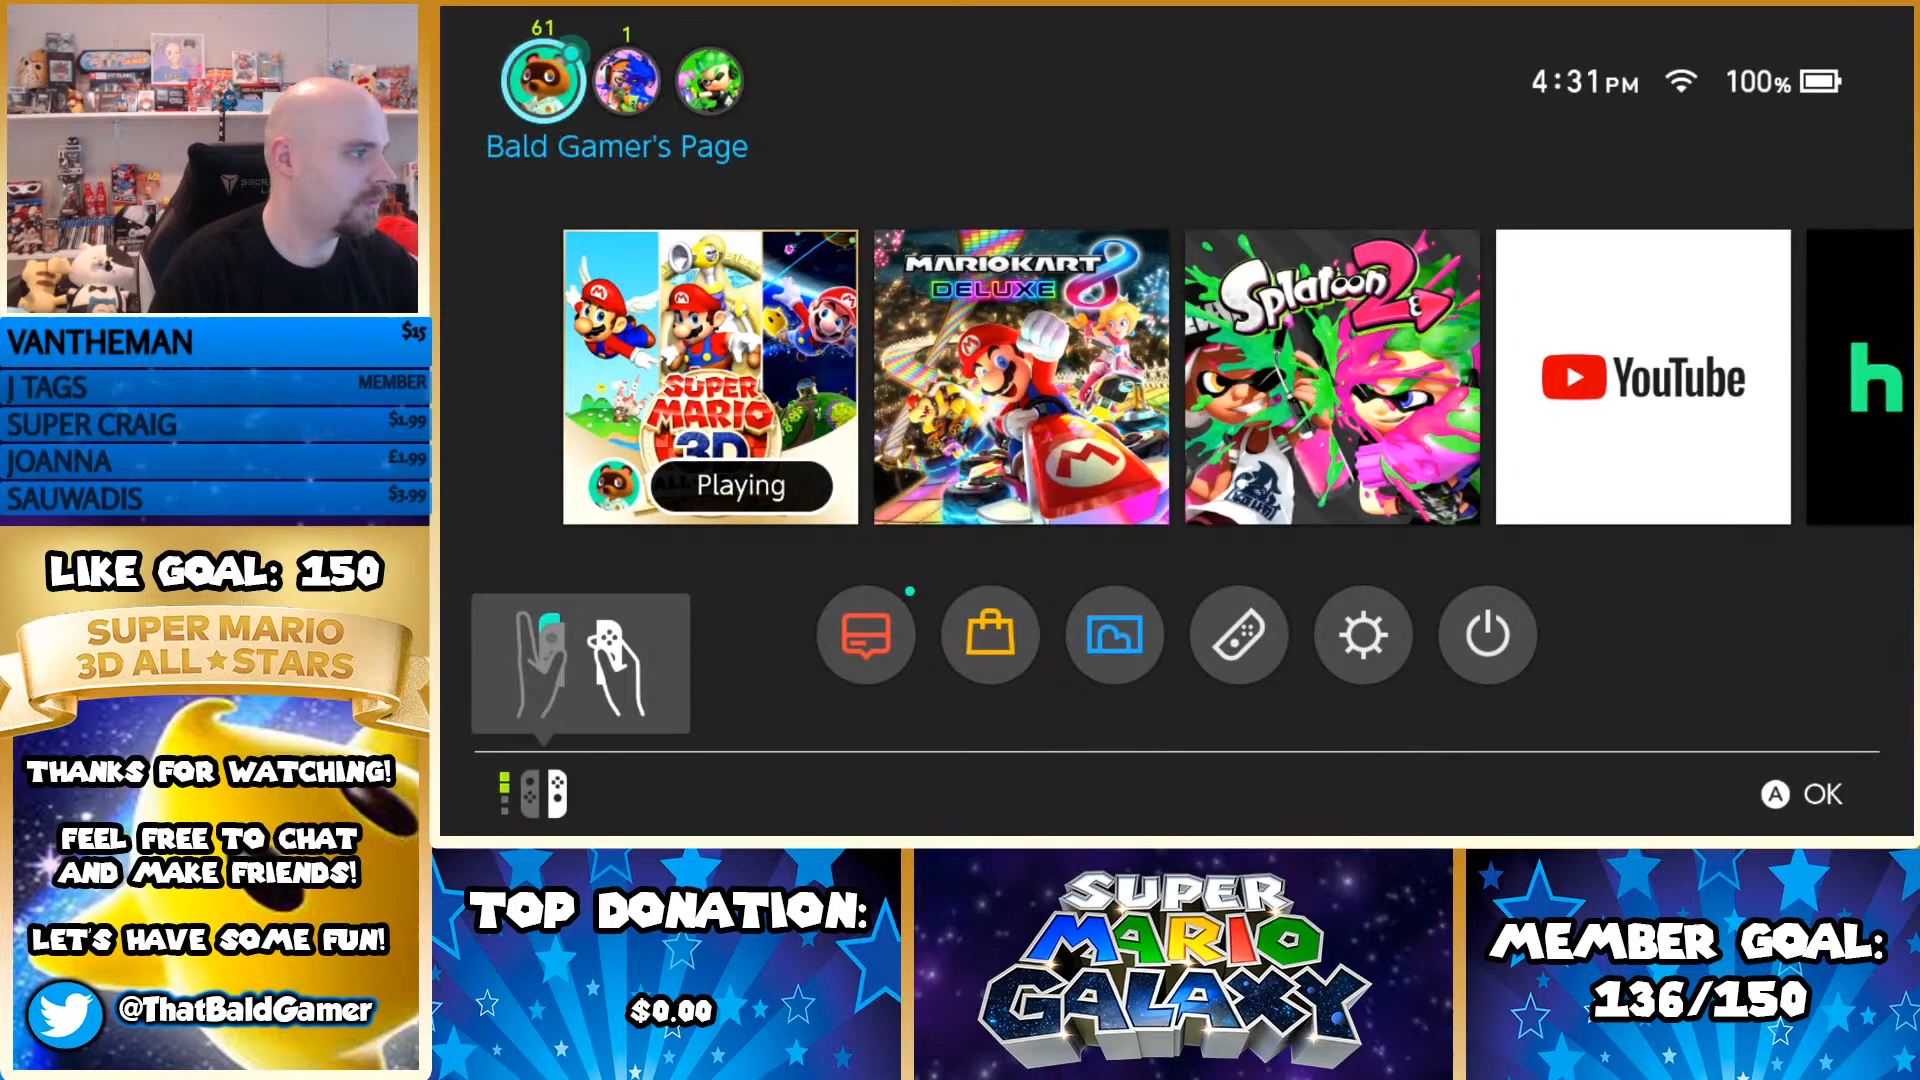 61
1
Bald Gamer's Page
4:31 PM
100%
SUPER
MARIO
3D
Playing
MARIOKART 8
DELUXE
Splatoon 2
YouTube
h
A OK
VANTHEMAN $15
J TAGS MEMBER
SUPER CRAIG $1.99
JOANNA £1.99
SAUWADIS $3.99
LIKE GOAL: 150
SUPER MARIO
3D ALL★STARS
THANKS FOR WATCHING!
FEEL FREE TO CHAT
AND MAKE FRIENDS!
LET'S HAVE SOME FUN!
@ThatBaldGamer
TOP DONATION:
$0.00
SUPER
MARIO
GALAXY
MEMBER GOAL:
136/150